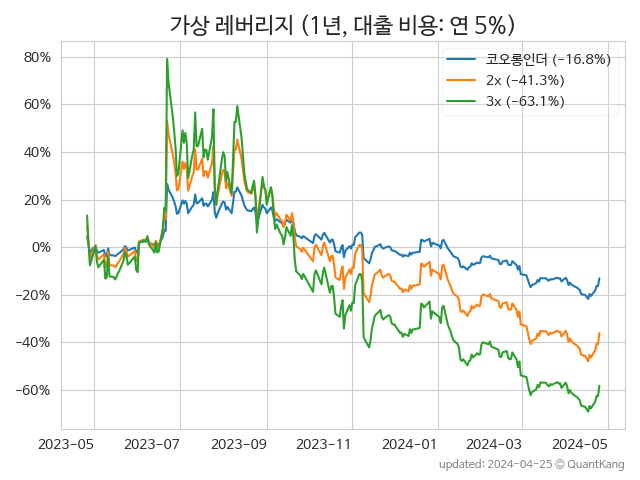 가상 레버리지 (1년, 대출 비용: 연 5%)
코오롱인더 (-16.8%)
2x (-41.3%)
3x (-63.1%)
80%
60%
40%
20%
0%
−20%
−40%
−60%
2023-05 2023-07 2023-09 2023-11 2024-01 2024-03 2024-05
updated: 2024-04-25 © QuantKang